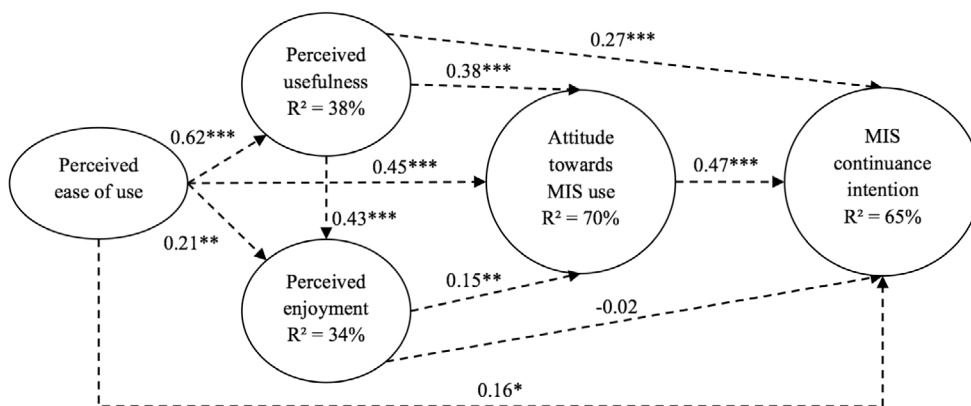 0.27***
Perceived
usefulness
R² = 38%
0.38***
0.62***
Perceived
ease of use
0.45***
Attitude
towards
MIS use
R² = 70%
0.47***
MIS
continuance
intention
R² = 65%
0.43***
0.21**
Perceived
enjoyment
R² = 34%
0.15**
-0.02
0.16*